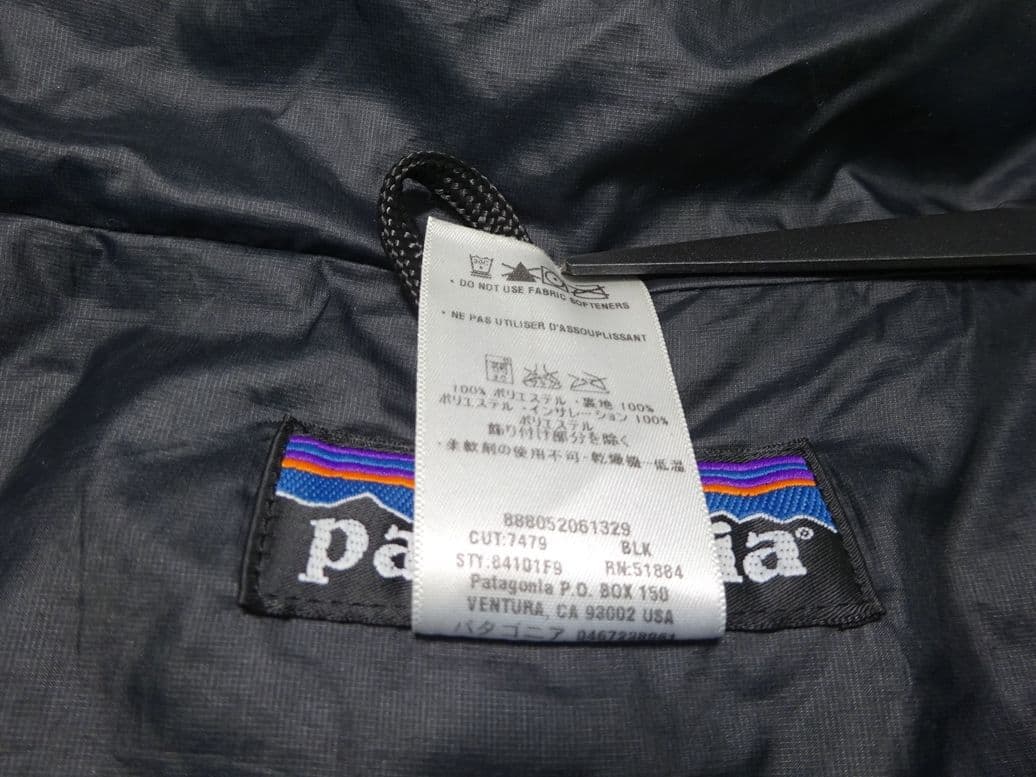 30C
• DO NOT USE FABRIC SOFTENERS
• NE PAS UTILISER D'ASSOUPLISSANT
100% ポリエステル・裏地 100%
ポリエステル・インサレーション 100%
ポリエステル
飾り付け部分を除く
・柔軟剤の使用不可・乾燥機－低温
888052061329
CUT:7479 BLK
STY:84101F9 RN:51884
Patagonia P.O. BOX 150
VENTURA, CA 93002 USA
パタゴニア
pa ia®